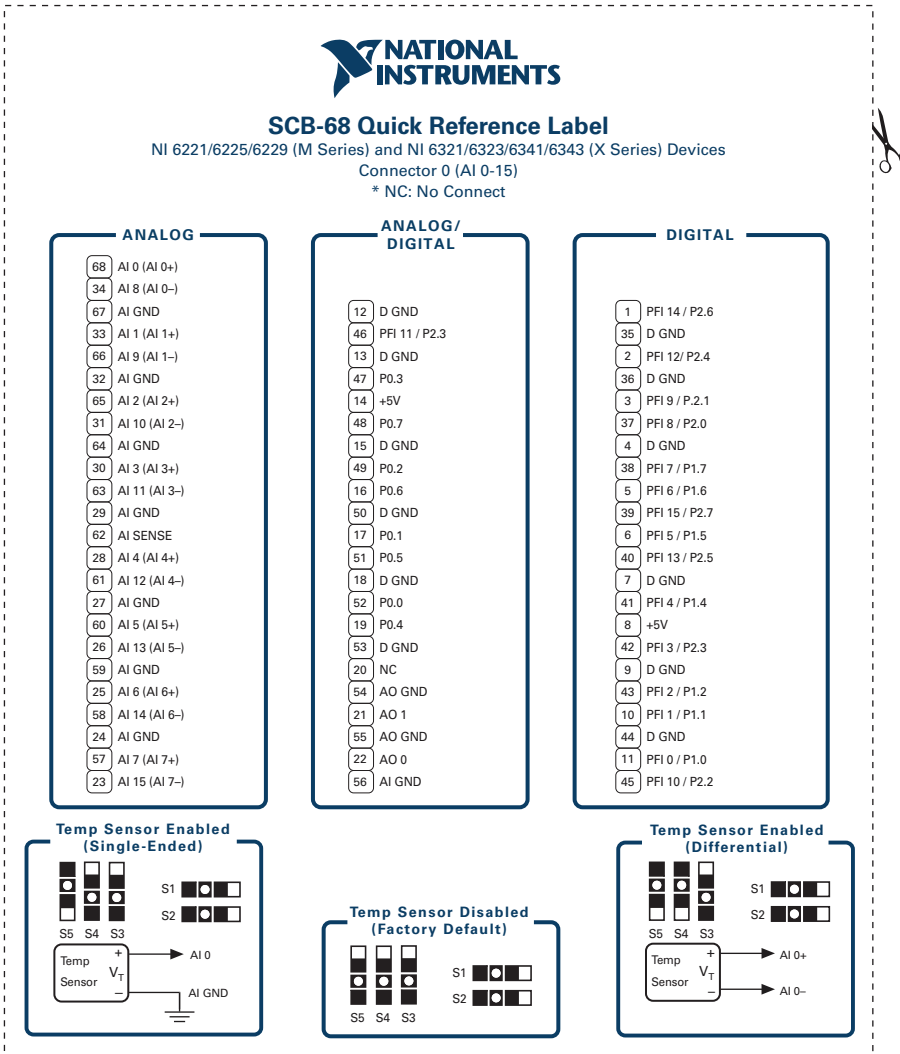 NATIONAL
INSTRUMENTS
SCB-68 Quick Reference Label
NI 6221/6225/6229 (M Series) and NI 6321/6323/6341/6343 (X Series) Devices
Connector 0 (AI 0-15)
* NC: No Connect
ANALOG
68 AI 0 (AI 0+)
34 AI 8 (AI 0–)
67 AI GND
33 AI 1 (AI 1+)
66 AI 9 (AI 1–)
32 AI GND
65 AI 2 (AI 2+)
31 AI 10 (AI 2–)
64 AI GND
30 AI 3 (AI 3+)
63 AI 11 (AI 3–)
29 AI GND
62 AI SENSE
28 AI 4 (AI 4+)
61 AI 12 (AI 4–)
27 AI GND
60 AI 5 (AI 5+)
26 AI 13 (AI 5–)
59 AI GND
25 AI 6 (AI 6+)
58 AI 14 (AI 6–)
24 AI GND
57 AI 7 (AI 7+)
23 AI 15 (AI 7–)
ANALOG/
DIGITAL
12 D GND
46 PFI 11 / P2.3
13 D GND
47 P0.3
14 +5V
48 P0.7
15 D GND
49 P0.2
16 P0.6
50 D GND
17 P0.1
51 P0.5
18 D GND
52 P0.0
19 P0.4
53 D GND
20 NC
54 AO GND
21 AO 1
55 AO GND
22 AO 0
56 AI GND
DIGITAL
1 PFI 14 / P2.6
35 D GND
2 PFI 12/ P2.4
36 D GND
3 PFI 9 / P.2.1
37 PFI 8 / P2.0
4 D GND
38 PFI 7 / P1.7
5 PFI 6 / P1.6
39 PFI 15 / P2.7
6 PFI 5 / P1.5
40 PFI 13 / P2.5
7 D GND
41 PFI 4 / P1.4
8 +5V
42 PFI 3 / P2.3
9 D GND
43 PFI 2 / P1.2
10 PFI 1 / P1.1
44 D GND
11 PFI 0 / P1.0
45 PFI 10 / P2.2
Temp Sensor Enabled
(Single-Ended)
S1
S2
S5 S4 S3
Temp
Sensor
+
VT
–
AI 0
AI GND
Temp Sensor Disabled
(Factory Default)
S1
S2
S5 S4 S3
Temp Sensor Enabled
(Differential)
S1
S2
S5 S4 S3
Temp
Sensor
+
VT
–
AI 0+
AI 0–